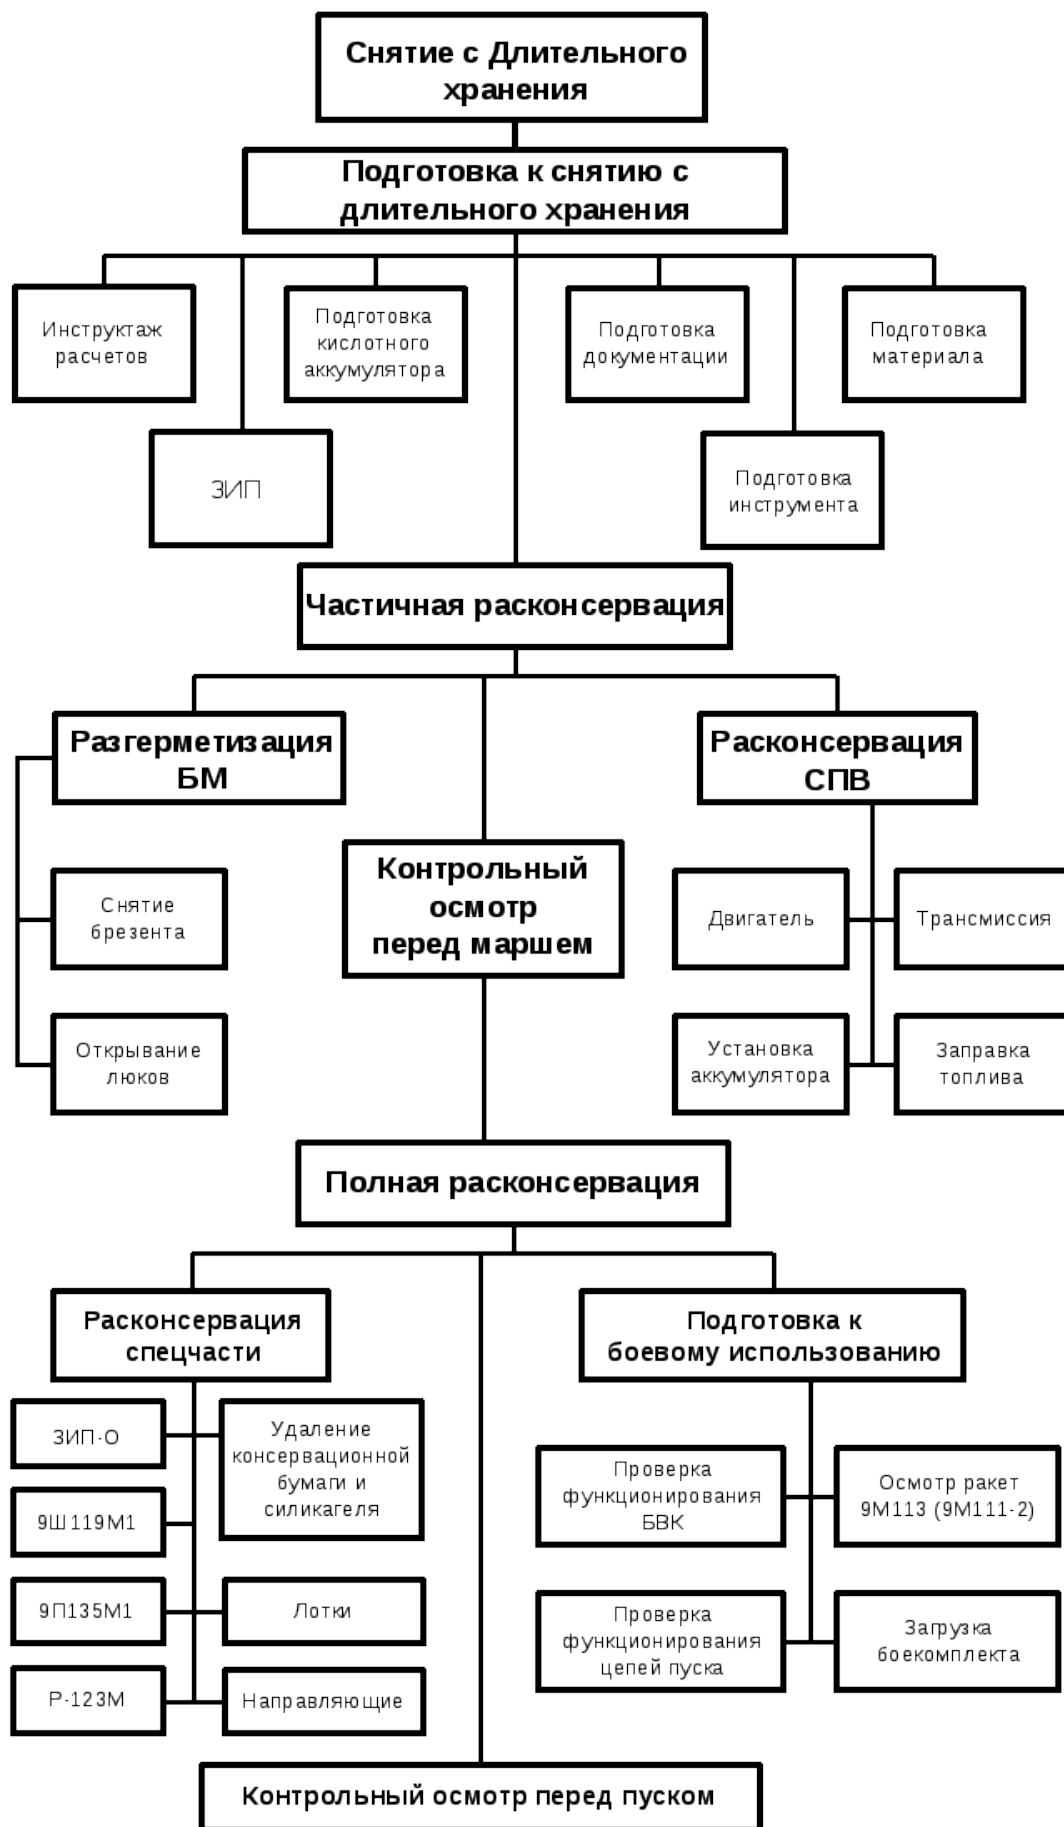 Снятие с Длительного
хранения
Подготовка к снятию с
длительного хранения
Инструктаж
расчетов
Подготовка
кислотного
аккумулятора
Подготовка
документации
Подготовка
материала
ЗИП
Подготовка
инструмента
Частичная расконсервация
Разгерметизация
БМ
Расконсервация
СПВ
Контрольный
осмотр
перед маршем
Снятие
брезента
Двигатель
Трансмиссия
Открывание
люков
Установка
аккумулятора
Заправка
топлива
Полная расконсервация
Расконсервация
спецчасти
Подготовка к
боевому использованию
ЗИП-О
Удаление
консервационной
бумаги и
силикагеля
9Ш119М1
9П135М1
Лотки
Р-123М
Направляющие
Проверка
функционирования
БВК
Осмотр ракет
9М113 (9М111-2)
Проверка
функционирования
цепей пуска
Загрузка
боекомплекта
Контрольный осмотр перед пуском